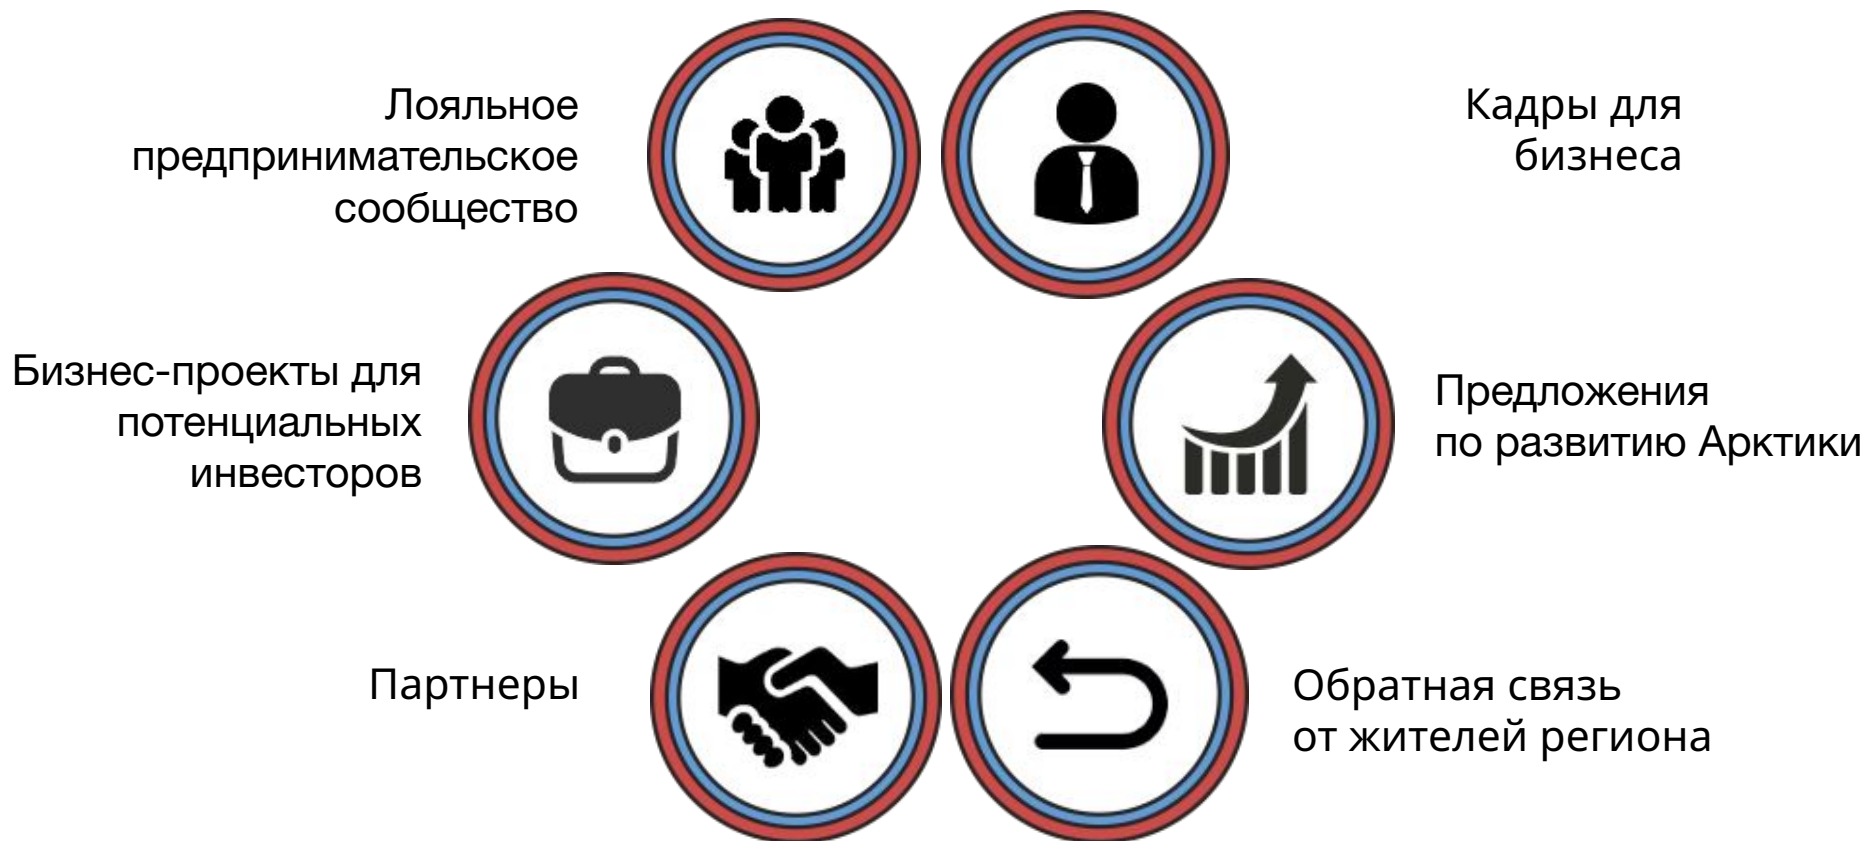 Лояльное
предпринимательское
сообщество
Кадры для
бизнеса
Бизнес-проекты для
потенциальных
инвесторов
Предложения
по развитию Арктики
Партнеры
Обратная связь
от жителей региона